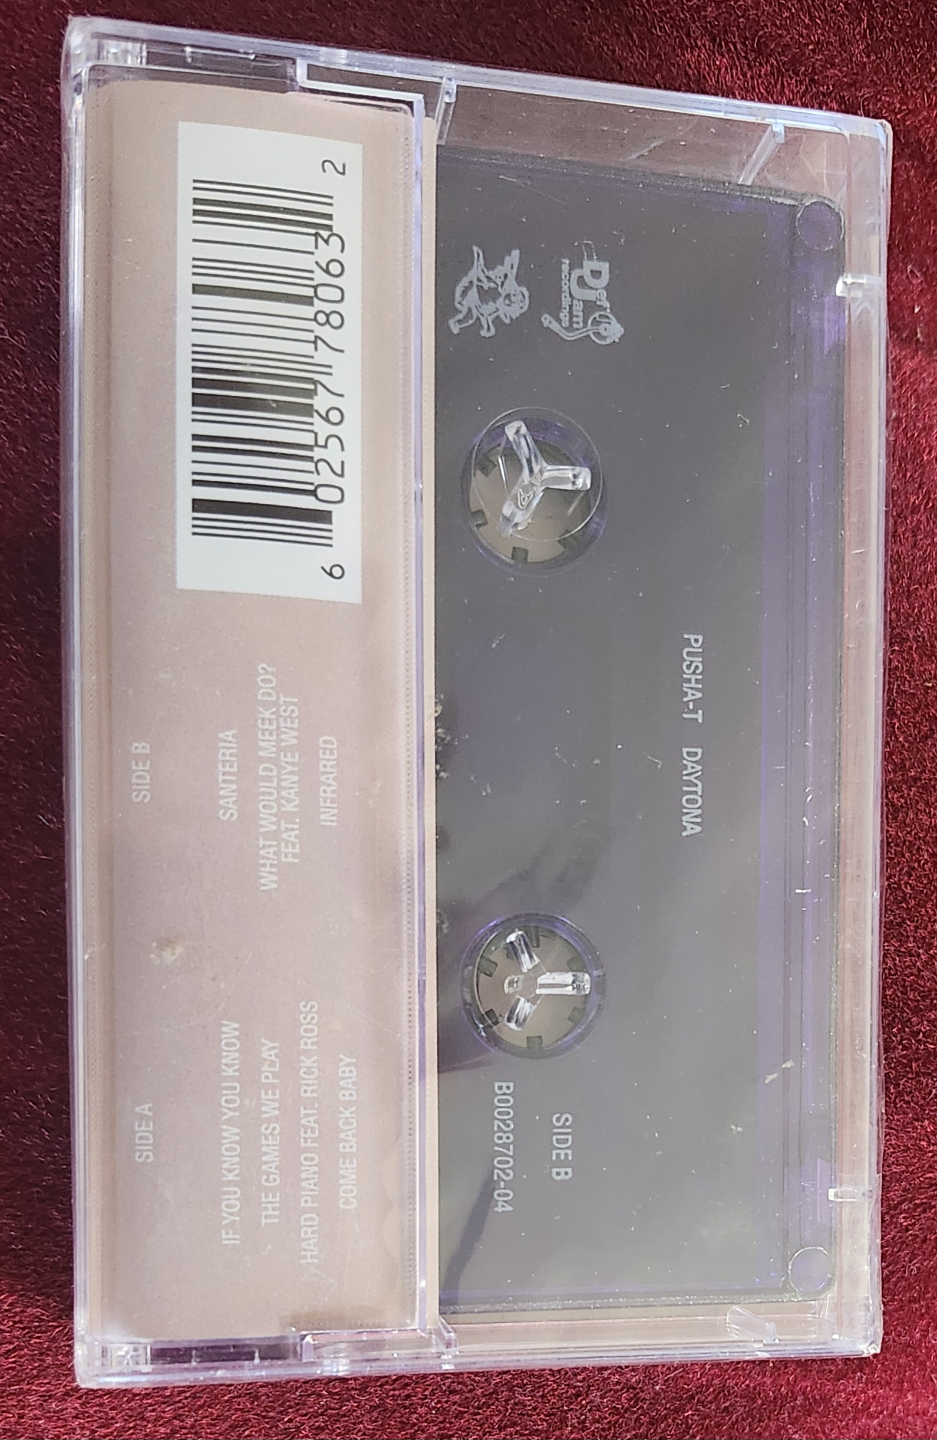 SIDE A
IF YOU KNOW YOU KNOW
THE GAMES WE PLAY
HARD PIANO FEAT. RICK ROSS
COME BACK BABY
SIDE B
SANTERIA
WHAT WOULD MEEK DO?
FEAT. KANYE WEST
INFRARED
6 02567 78063 2
Def
Jam
recordings
PUSHA-T DAYTONA
SIDE B
B0028702-04